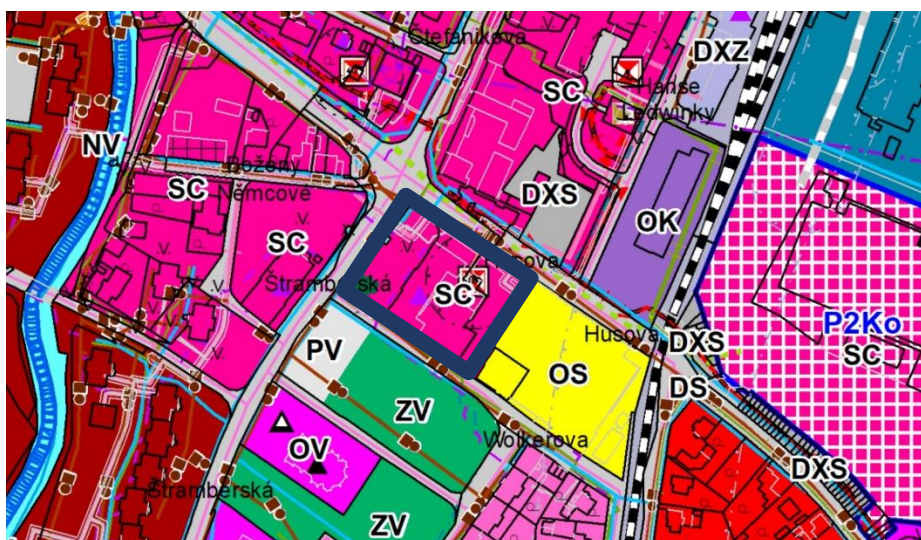 Štefánikova
DXZ
SC
Hanse
Ledwinky
NV
Boženy
Němcové
SC
DXS
OK
SC
Štramberská
SC
Husova
P2Ko
SC
PV
OS
DXS
DS
ZV
OV
Wolkerova
DXS
Štramberská
ZV